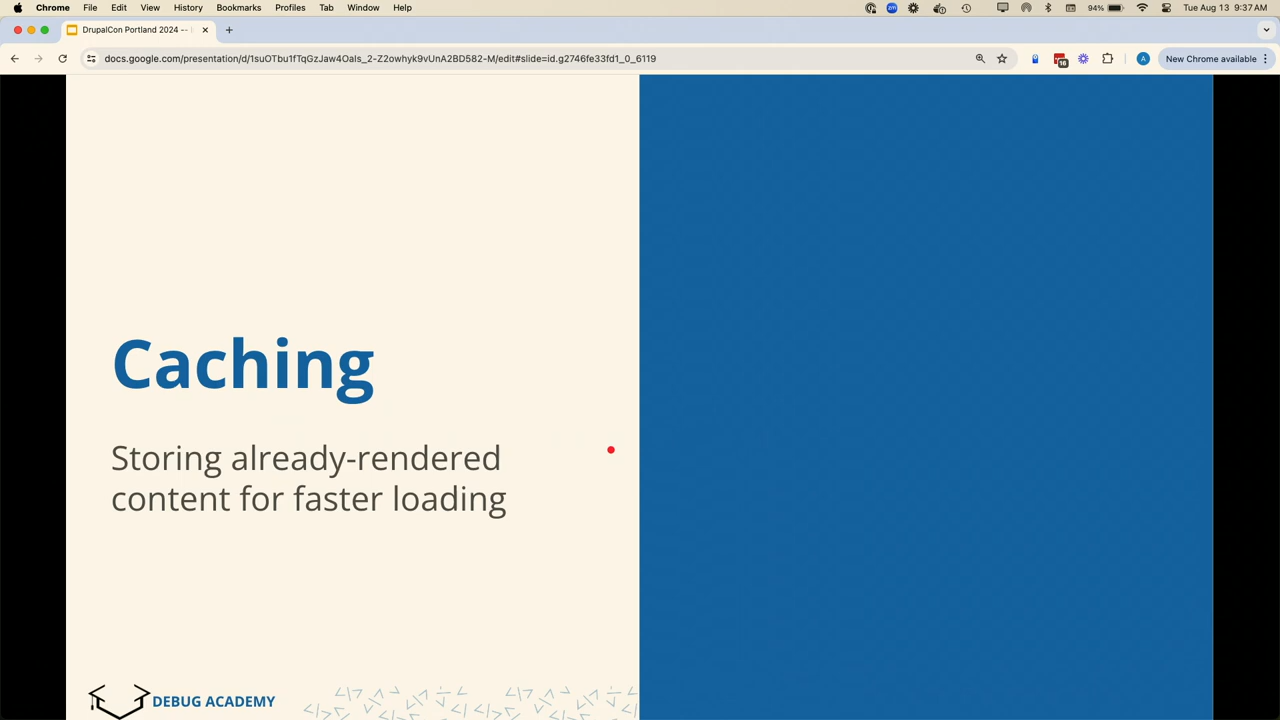 Chrome File Edit View History Bookmarks Profiles Tab Window Help 94% Tue Aug 13 9:37 AM
DrupalCon Portland 2024 --
docs.google.com/presentation/d/1suOTbu1fTqGzJaw4Oals_2-Z2owhyk9vUnA2BD582-M/edit#slide=id.g2746fe33fd1_0_6119
16
A
New Chrome available
Caching
Storing already-rendered
content for faster loading
DEBUG ACADEMY